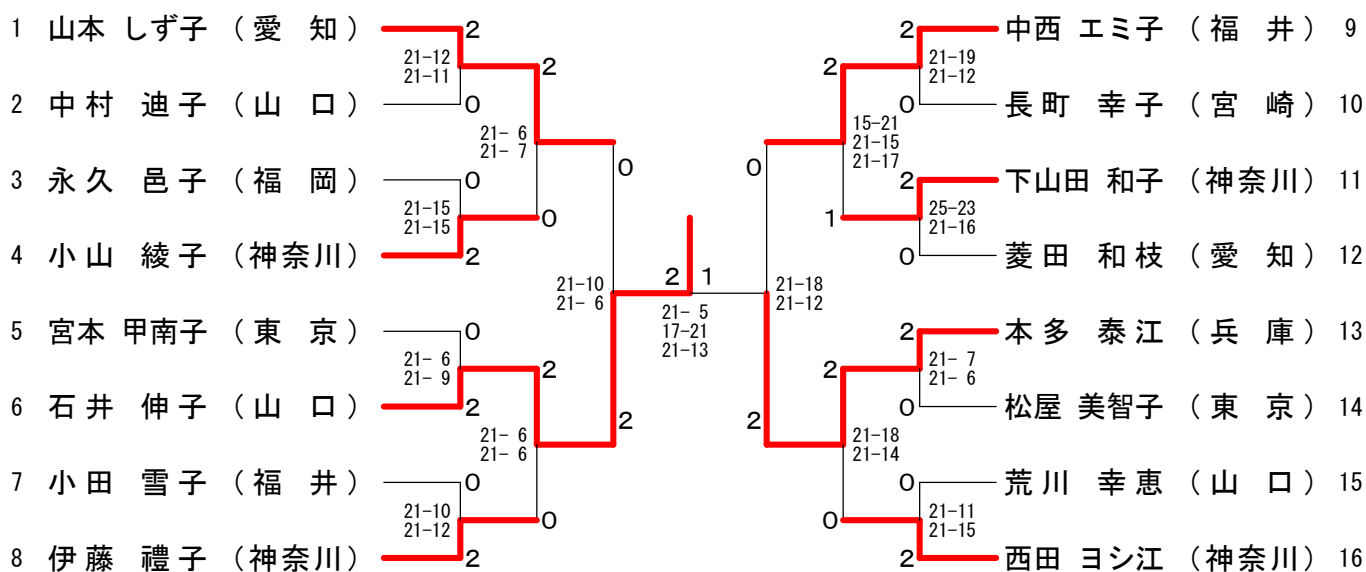 1 山本 しず子 (愛 知) 2
21-12
21-11
2 中村 迪子 (山 口) 0
2
21- 6
21- 7
3 永久 邑子 (福 岡) 0
21-15
21-15
4 小山 綾子 (神奈川) 2
0
0
21-10
21- 6
5 宮本 甲南子 (東 京) 0
21- 6
21- 9
6 石井 伸子 (山 口) 2
2
21- 6
21- 6
7 小田 雪子 (福 井) 0
21-10
21-12
8 伊藤 禮子 (神奈川) 2
0
2
2 1
21- 5
17-21
21-13
2 中西 エミ子 (福 井) 9
21-19
21-12
0 長町 幸子 (宮 崎) 10
2
15-21
21-15
21-17
2 下山田 和子 (神奈川) 11
25-23
21-16
0 菱田 和枝 (愛 知) 12
1
0
21-18
21-12
2 本多 泰江 (兵 庫) 13
21- 7
21- 6
0 松屋 美智子 (東 京) 14
2
21-18
21-14
0 荒川 幸恵 (山 口) 15
21-11
21-15
2 西田 ヨシ江 (神奈川) 16
0
2